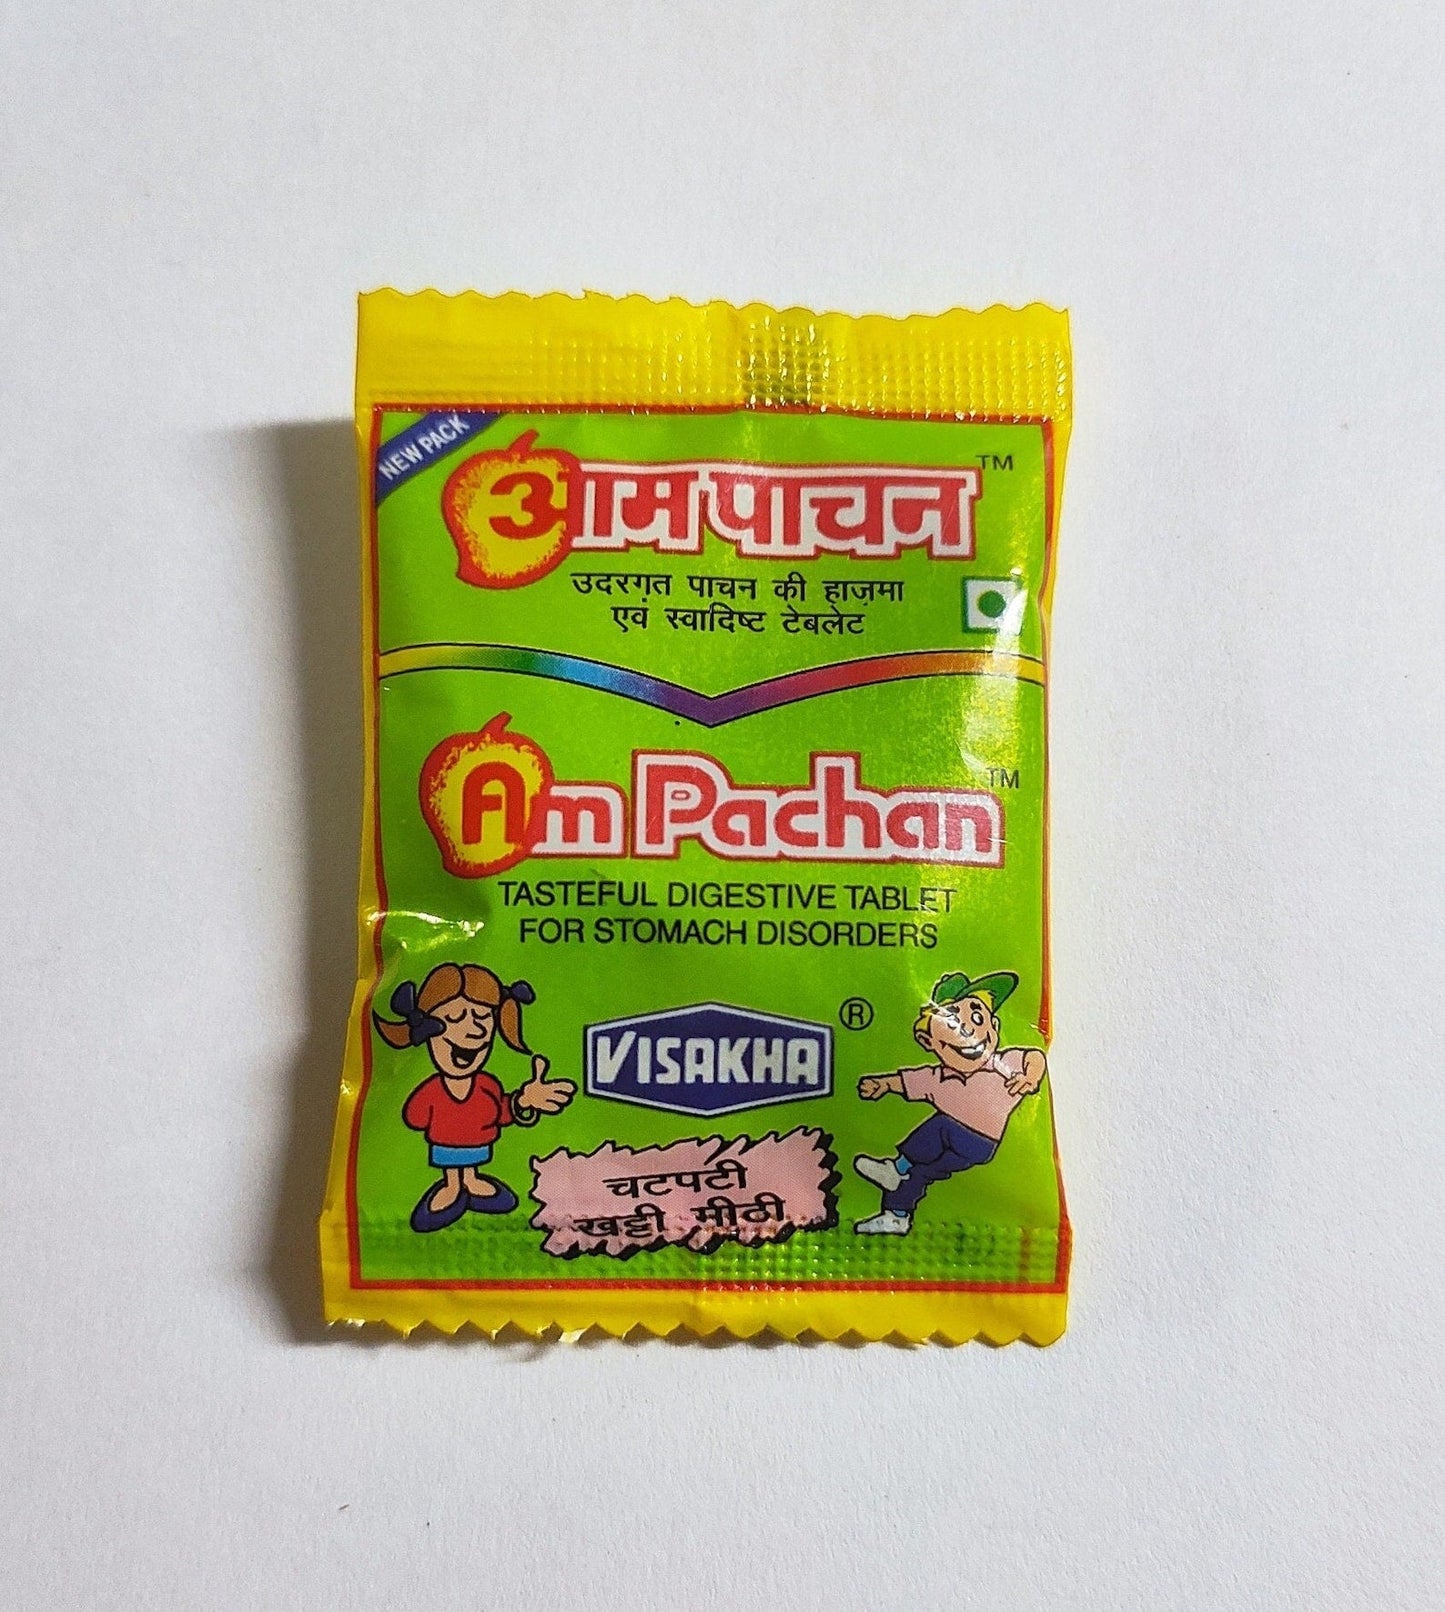 NEW PACK
आम पाचन TM
उदरगत पाचन की हाज़मा
एवं स्वादिष्ट टेबलेट
Am Pachan TM
TASTEFUL DIGESTIVE TABLET
FOR STOMACH DISORDERS
VISAKHA ®
चटपटी
खट्टी मीठी